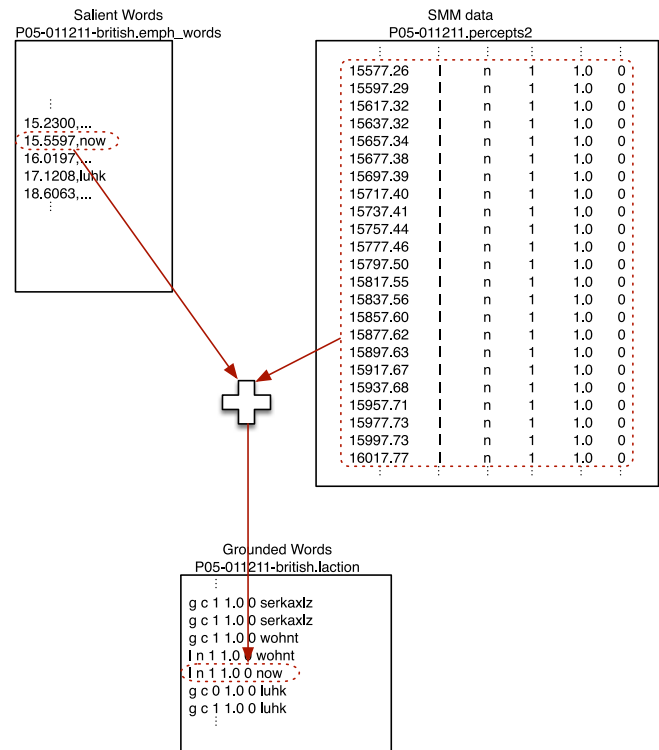 Salient Words
P05-011211-british.emph_words
⋮
15.2300,...
15.5597,now
16.0197,...
17.1208,luhk
18.6063,...
⋮
SMM data
P05-011211.percepts2
⋮ ⋮ ⋮ ⋮ ⋮ ⋮
15577.26 l n 1 1.0 0
15597.29 l n 1 1.0 0
15617.32 l n 1 1.0 0
15637.32 l n 1 1.0 0
15657.34 l n 1 1.0 0
15677.38 l n 1 1.0 0
15697.39 l n 1 1.0 0
15717.40 l n 1 1.0 0
15737.41 l n 1 1.0 0
15757.44 l n 1 1.0 0
15777.46 l n 1 1.0 0
15797.50 l n 1 1.0 0
15817.55 l n 1 1.0 0
15837.56 l n 1 1.0 0
15857.60 l n 1 1.0 0
15877.62 l n 1 1.0 0
15897.63 l n 1 1.0 0
15917.67 l n 1 1.0 0
15937.68 l n 1 1.0 0
15957.71 l n 1 1.0 0
15977.73 l n 1 1.0 0
15997.73 l n 1 1.0 0
16017.77 l n 1 1.0 0
⋮ ⋮ ⋮ ⋮ ⋮ ⋮
Grounded Words
P05-011211-british.laction
⋮
g c 1 1.0 0 serkaxlz
g c 1 1.0 0 serkaxlz
g c 1 1.0 0 wohnt
l n 1 1.0 0 wohnt
l n 1 1.0 0 now
g c 0 1.0 0 luhk
g c 1 1.0 0 luhk
⋮